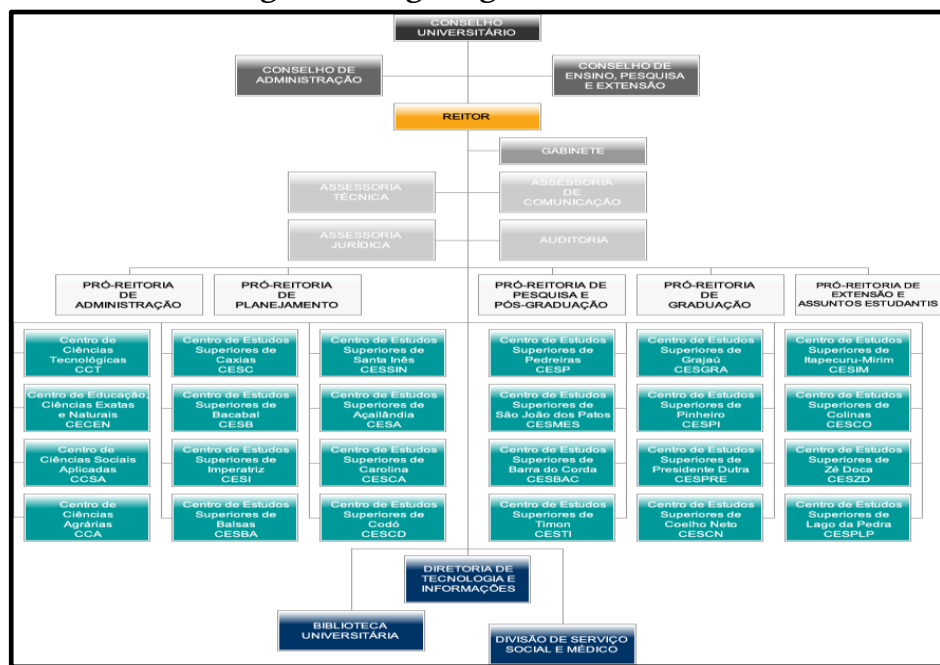 CONSELHO
UNIVERSITÁRIO
CONSELHO DE
ADMINISTRAÇÃO
CONSELHO DE
ENSINO, PESQUISA
E EXTENSÃO
REITOR
GABINETE
ASSESSORIA
TÉCNICA
ASSESSORIA
DE
COMUNICAÇÃO
ASSESSORIA
JURÍDICA
AUDITORIA
PRÓ-REITORIA
DE
ADMINISTRAÇÃO
PRÓ-REITORIA
DE
PLANEJAMENTO
PRÓ-REITORIA DE
PESQUISA E
PÓS-GRADUAÇÃO
PRÓ-REITORIA
DE
GRADUAÇÃO
PRÓ-REITORIA DE
EXTENSÃO E
ASSUNTOS ESTUDANTIS
Centro de
Ciências
Tecnológicas
CCT
Centro de Estudos
Superiores de
Caxias
CESC
Centro de Estudos
Superiores de
Santa Inês
CESSIN
Centro de Estudos
Superiores de
Pedreiras
CESP
Centro de Estudos
Superiores de
Grajaú
CESGRA
Centro de Estudos
Superiores de
Itapecuru-Mirim
CESIM
Centro de Educação,
Ciências Exatas
e Naturais
CECEN
Centro de Estudos
Superiores de
Bacabal
CESB
Centro de Estudos
Superiores de
Açailândia
CESA
Centro de Estudos
Superiores de
São João dos Patos
CESMES
Centro de Estudos
Superiores de
Pinheiro
CESPI
Centro de Estudos
Superiores de
Colinas
CESCO
Centro de
Ciências Sociais
Aplicadas
CCSA
Centro de Estudos
Superiores de
Imperatriz
CESI
Centro de Estudos
Superiores de
Carolina
CESCA
Centro de Estudos
Superiores de
Barra do Corda
CESBAC
Centro de Estudos
Superiores de
Presidente Dutra
CESPRE
Centro de Estudos
Superiores de
Zé Doca
CESZD
Centro de
Ciências
Agrárias
CCA
Centro de Estudos
Superiores de
Balsas
CESBA
Centro de Estudos
Superiores de
Codó
CESCD
Centro de Estudos
Superiores de
Timon
CESTI
Centro de Estudos
Superiores de
Coelho Neto
CESCN
Centro de Estudos
Superiores de
Lago da Pedra
CESPLP
DIRETORIA DE
TECNOLOGIA E
INFORMAÇÕES
BIBLIOTECA
UNIVERSITÁRIA
DIVISÃO DE SERVIÇO
SOCIAL E MÉDICO